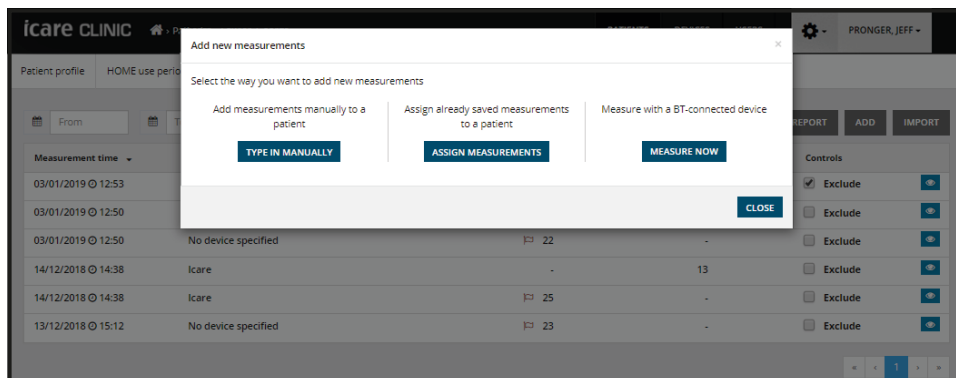 icare CLINIC
PRONGER, JEFF
Add new measurements
×
Patient profile HOME use perio
Select the way you want to add new measurements
Add measurements manually to a patient
Assign already saved measurements to a patient
Measure with a BT-connected device
TYPE IN MANUALLY ASSIGN MEASUREMENTS MEASURE NOW
CLOSE
From
REPORT ADD IMPORT
Measurement time Controls
03/01/2019 12:53 Exclude
03/01/2019 12:50 Exclude
03/01/2019 12:50 No device specified 22 - Exclude
14/12/2018 14:38 Icare - 13 Exclude
14/12/2018 14:38 Icare 25 - Exclude
13/12/2018 15:12 No device specified 23 - Exclude
« ‹ 1 › »